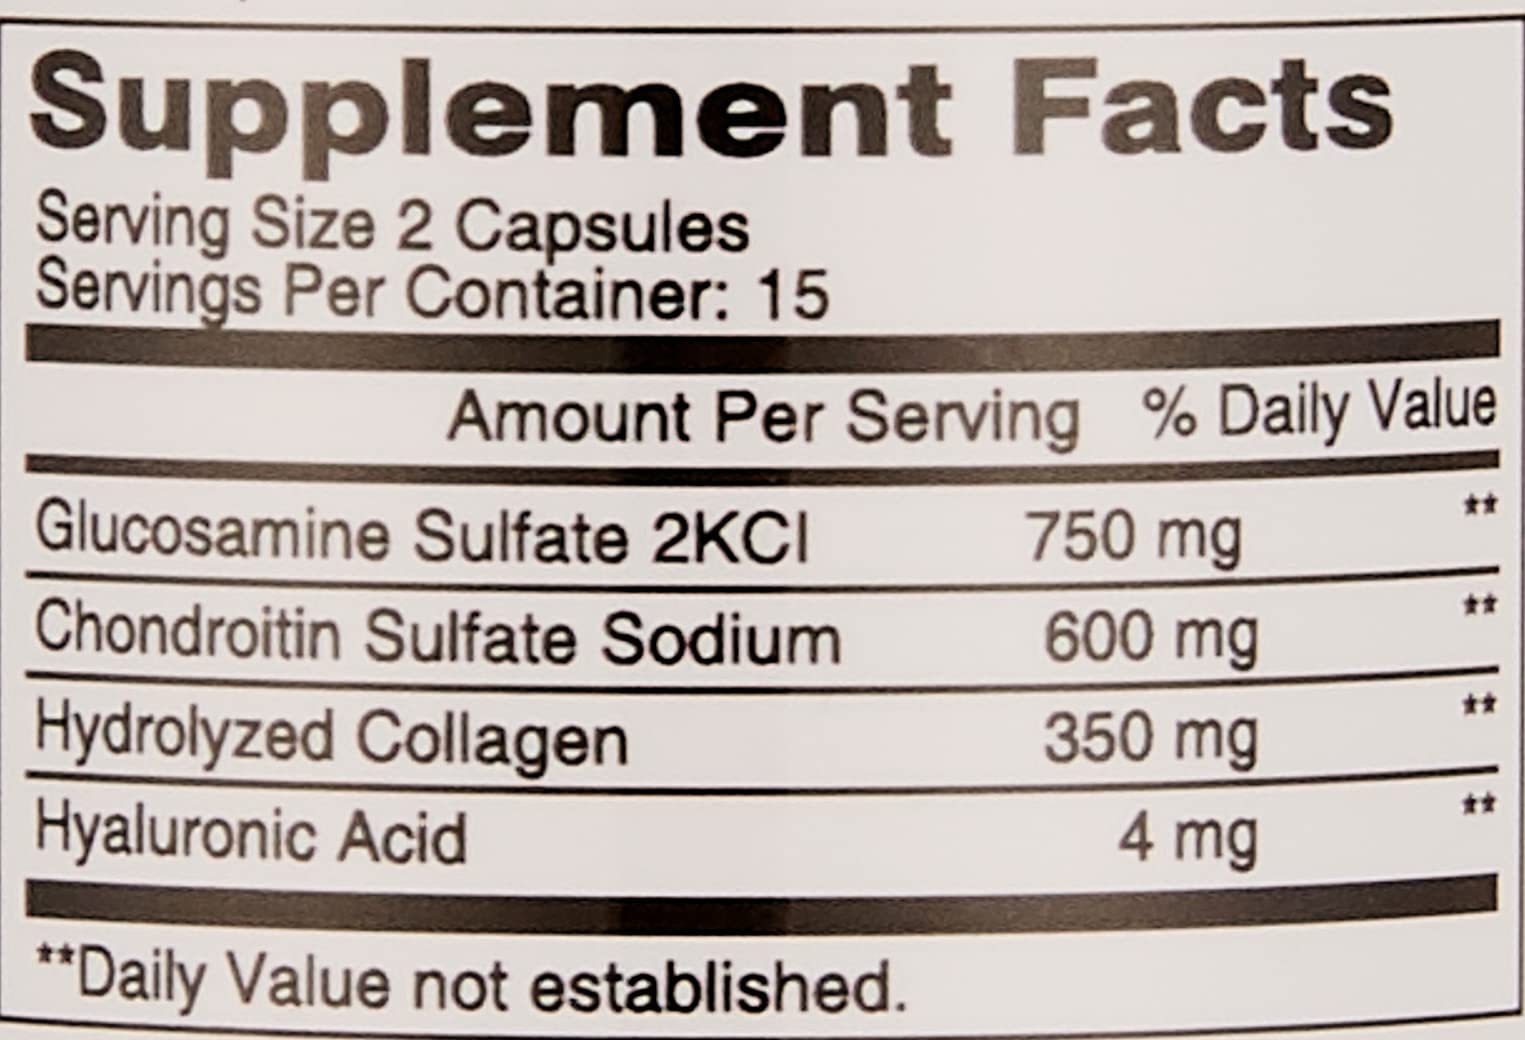 Supplement Facts
Serving Size 2 Capsules
Servings Per Container: 15
Amount Per Serving % Daily Value
Glucosamine Sulfate 2KCl 750 mg **
Chondroitin Sulfate Sodium 600 mg **
Hydrolyzed Collagen 350 mg **
Hyaluronic Acid 4 mg **
**Daily Value not established.